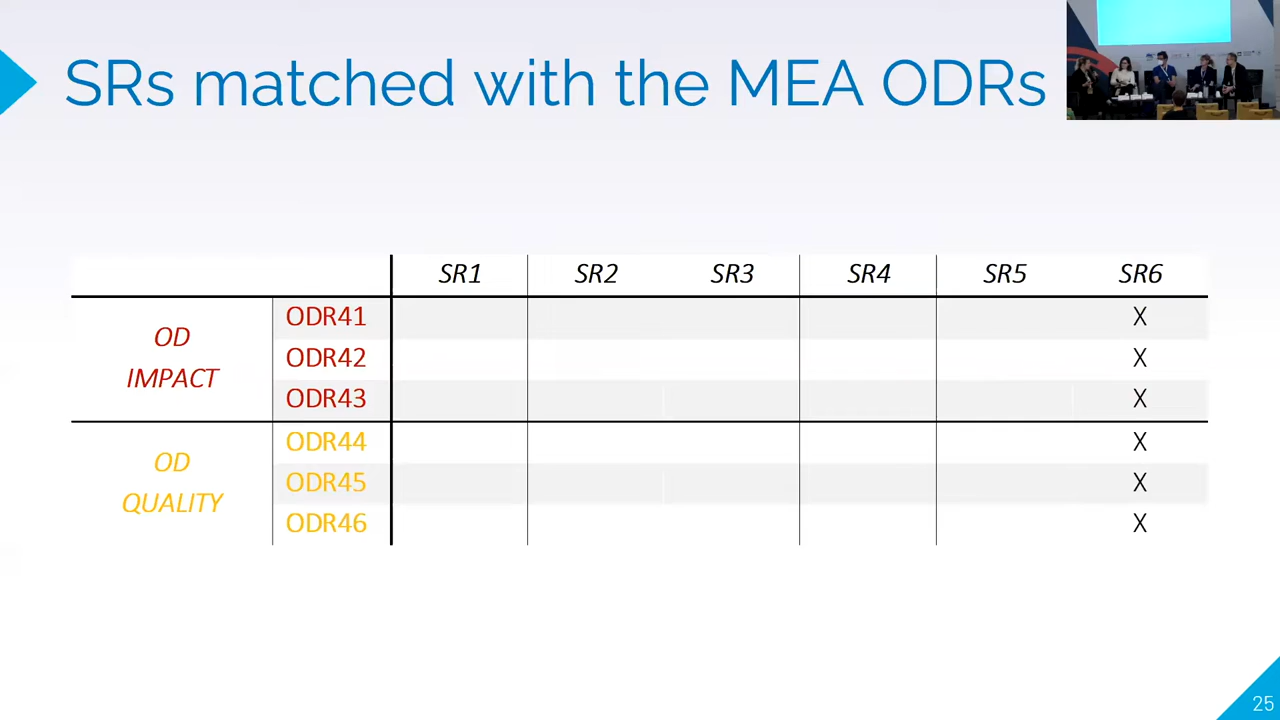 SRs matched with the MEA ODRs
SR1 SR2 SR3 SR4 SR5 SR6
OD
IMPACT
ODR41 X
ODR42 X
ODR43 X
OD
QUALITY
ODR44 X
ODR45 X
ODR46 X
25